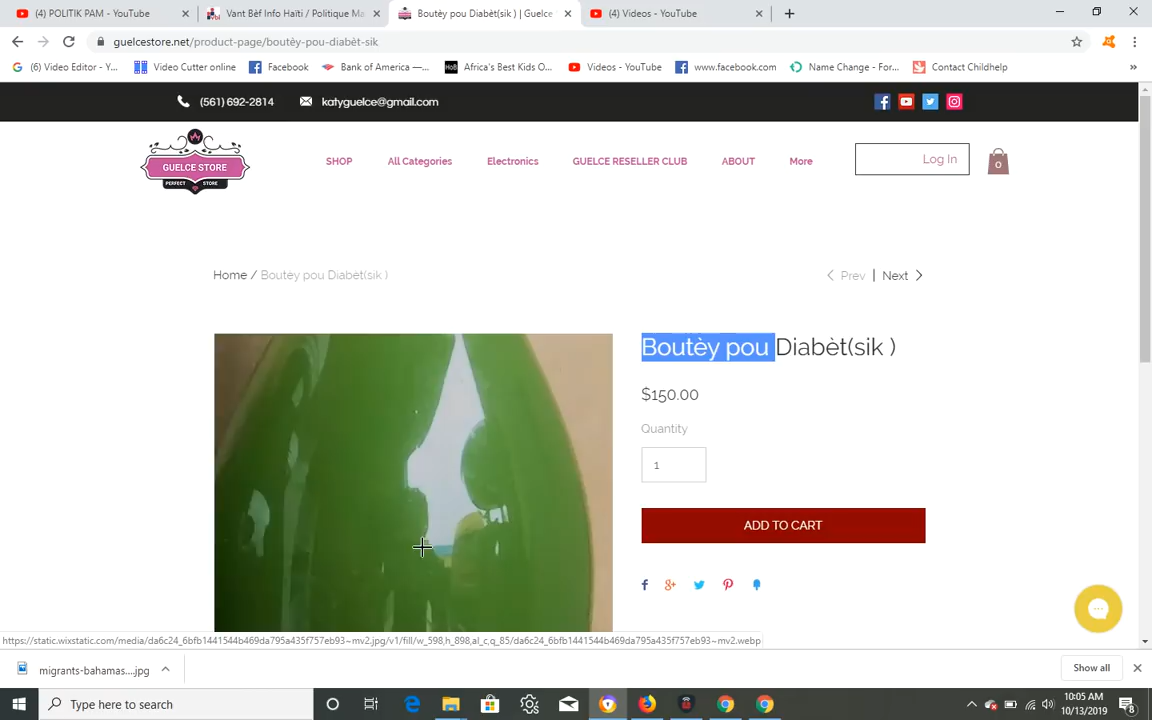 (4) POLITIK PAM - YouTube
Vant Bèf Info Haïti / Politique Ma
Boutèy pou Diabèt(sik ) | Guelce
(4) Videos - YouTube
guelcestore.net/product-page/boutèy-pou-diabèt-sik
(6) Video Editor - Y...
Video Cutter online
Facebook
Bank of America —...
Africa's Best Kids O...
Videos - YouTube
www.facebook.com
Name Change - For...
Contact Childhelp
»
(561) 692-2814
katyguelce@gmail.com
GUELCE STORE
PERFECT STORE
SHOP
All Categories
Electronics
GUELCE RESELLER CLUB
ABOUT
More
Log In
0
Home / Boutèy pou Diabèt(sik )
Prev | Next
Boutèy pou Diabèt(sik )
$150.00
Quantity
1
ADD TO CART
https://static.wixstatic.com/media/da6c24_6bfb1441544b469da795a435f757eb93~mv2.jpg/v1/fill/w_598,h_898,al_c,q_85/da6c24_6bfb1441544b469da795a435f757eb93~mv2.webp
migrants-bahamas....jpg
Show all
Type here to search
10:05 AM
10/13/2019
8